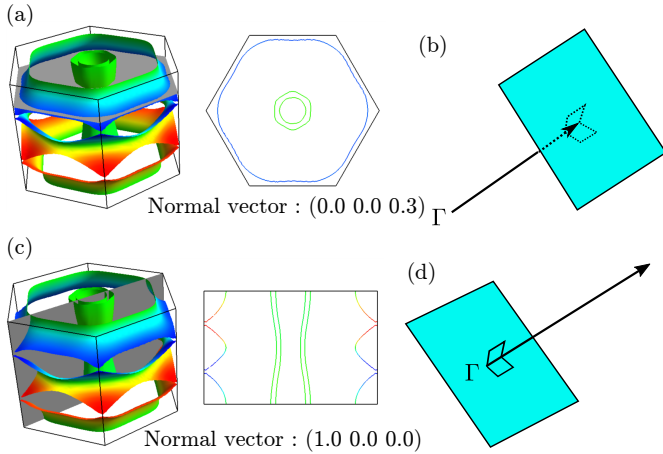 (a)
(b)
Γ
Normal vector : (0.0 0.0 0.3)
(c)
(d)
Γ
Normal vector : (1.0 0.0 0.0)